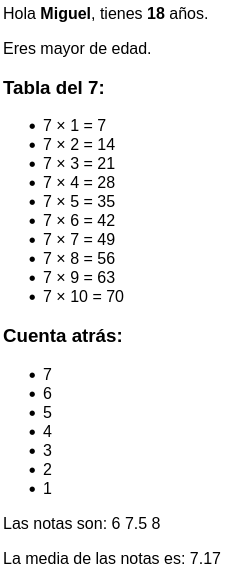 Hola Miguel, tienes 18 años.
Eres mayor de edad.
Tabla del 7:
• 7 × 1 = 7
• 7 × 2 = 14
• 7 × 3 = 21
• 7 × 4 = 28
• 7 × 5 = 35
• 7 × 6 = 42
• 7 × 7 = 49
• 7 × 8 = 56
• 7 × 9 = 63
• 7 × 10 = 70
Cuenta atrás:
• 7
• 6
• 5
• 4
• 3
• 2
• 1
Las notas son: 6 7.5 8
La media de las notas es: 7.17